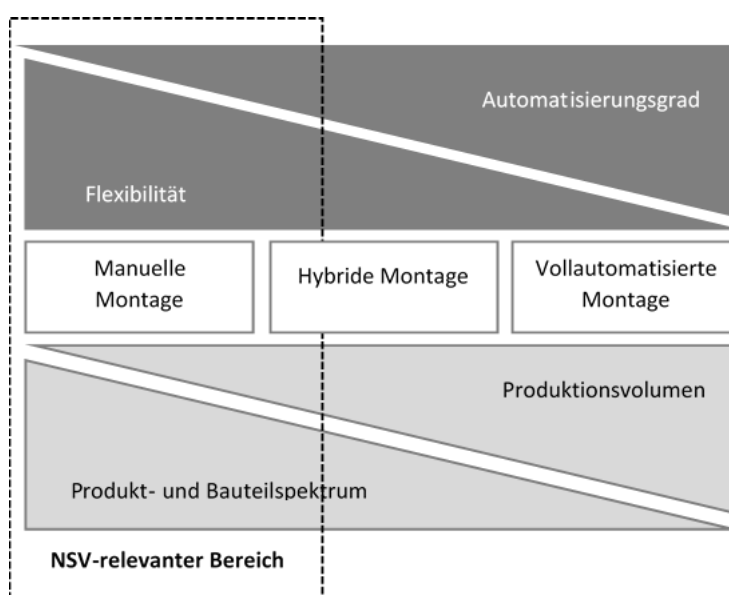 Automatisierungsgrad
Flexibilität
Manuelle
Montage
Hybride Montage
Vollautomatisierte
Montage
Produktionsvolumen
Produkt- und Bauteilspektrum
NSV-relevanter Bereich